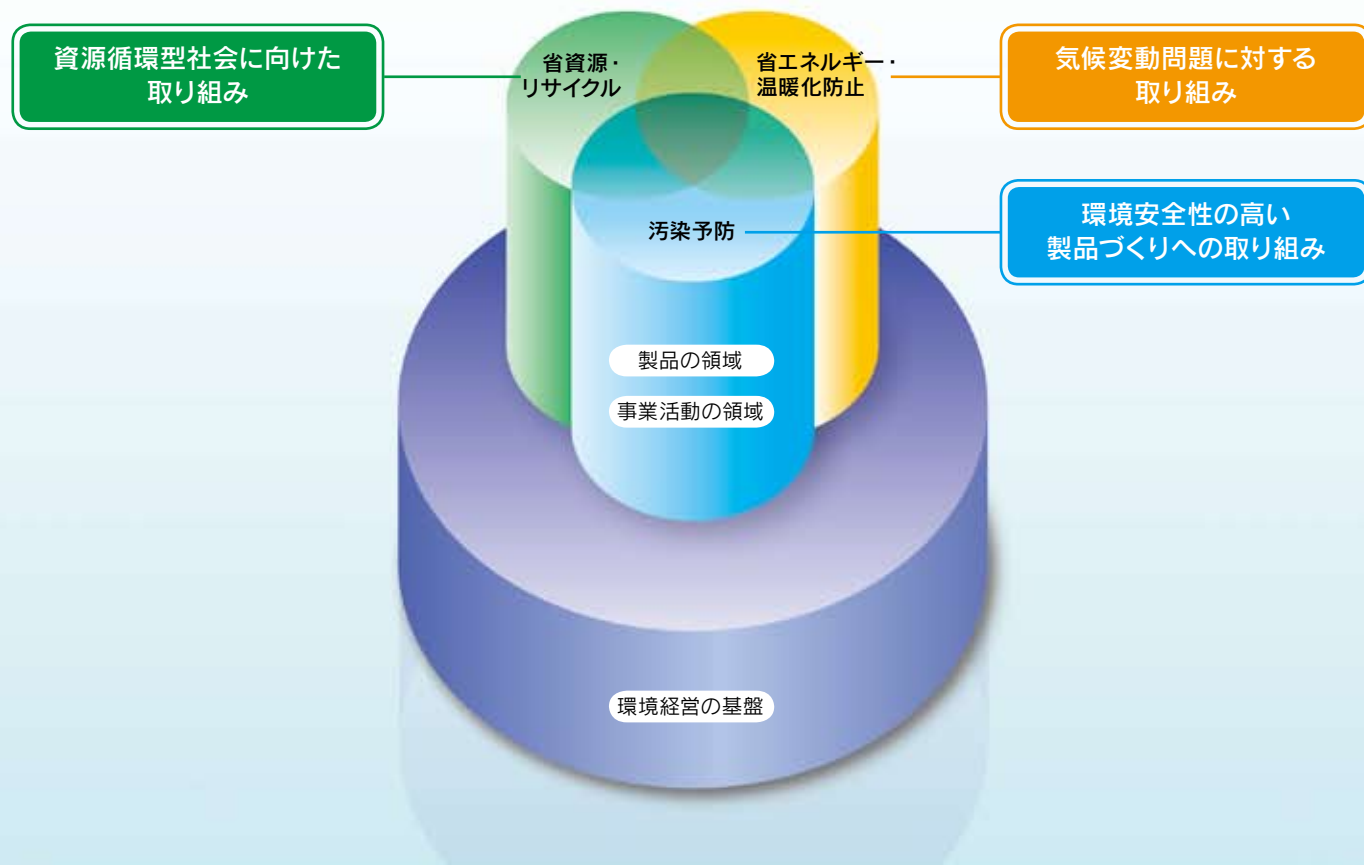 資源循環型社会に向けた
取り組み
省資源・
リサイクル
省エネルギー・
温暖化防止
気候変動問題に対する
取り組み
汚染予防
環境安全性の高い
製品づくりへの取り組み
製品の領域
事業活動の領域
環境経営の基盤